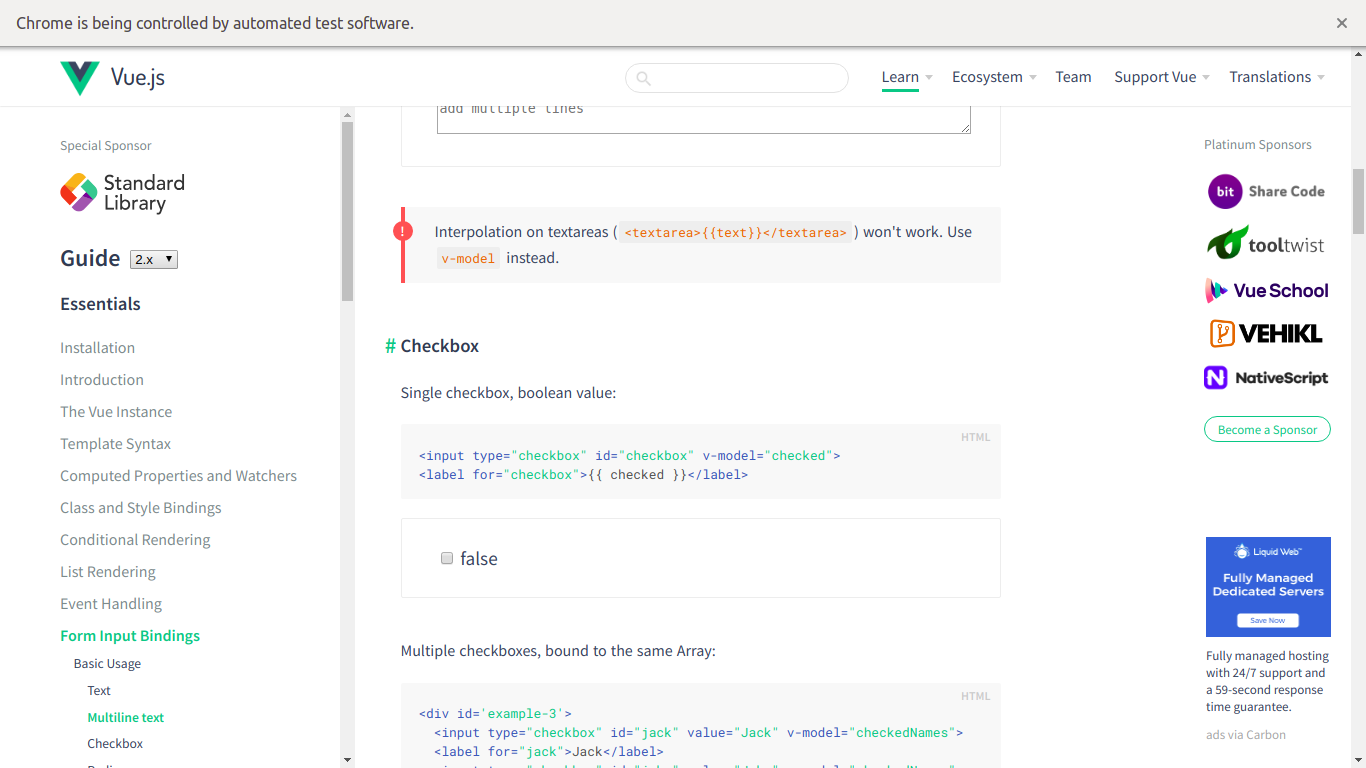 Chrome is being controlled by automated test software.
Vue.js
Learn
Ecosystem
Team
Support Vue
Translations
Special Sponsor
Standard
Library
Guide 2.x
Essentials
Installation
Introduction
The Vue Instance
Template Syntax
Computed Properties and Watchers
Class and Style Bindings
Conditional Rendering
List Rendering
Event Handling
Form Input Bindings
Basic Usage
Text
Multiline text
Checkbox
add multiple lines
Interpolation on textareas ( <textarea>{{text}}</textarea> ) won't work. Use
v-model instead.
# Checkbox
Single checkbox, boolean value:
HTML
<input type="checkbox" id="checkbox" v-model="checked">
<label for="checkbox">{{ checked }}</label>
false
Multiple checkboxes, bound to the same Array:
HTML
<div id='example-3'>
<input type="checkbox" id="jack" value="Jack" v-model="checkedNames">
<label for="jack">Jack</label>
Platinum Sponsors
bit Share Code
tooltwist
Vue School
VEHIKL
NativeScript
Become a Sponsor
Liquid Web
Fully Managed
Dedicated Servers
Save Now
Fully managed hosting
with 24/7 support and
a 59-second response
time guarantee.
ads via Carbon